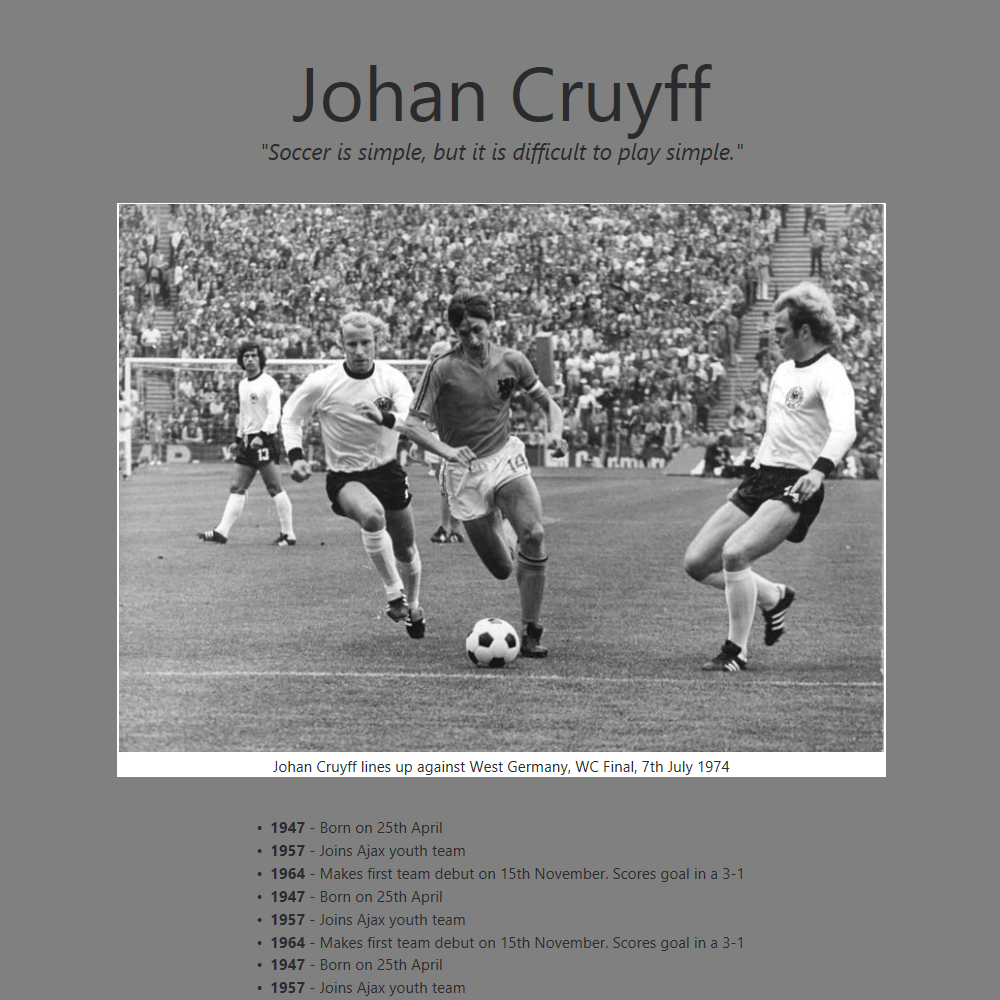 Johan Cruyff
"Soccer is simple, but it is difficult to play simple."
13
14
14
Johan Cruyff lines up against West Germany, WC Final, 7th July 1974
• 1947 - Born on 25th April
• 1957 - Joins Ajax youth team
• 1964 - Makes first team debut on 15th November. Scores goal in a 3-1
• 1947 - Born on 25th April
• 1957 - Joins Ajax youth team
• 1964 - Makes first team debut on 15th November. Scores goal in a 3-1
• 1947 - Born on 25th April
• 1957 - Joins Ajax youth team